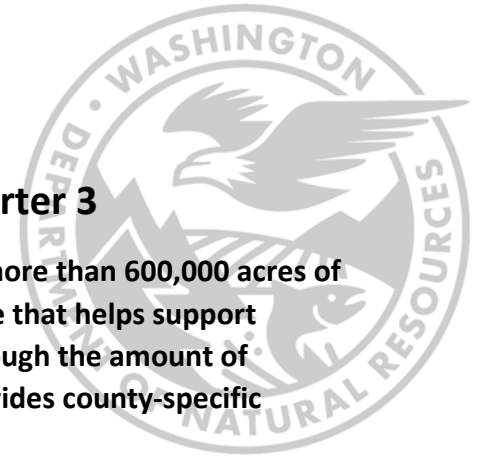 WASHINGTON
DEPARTMENT OF NATURAL RESOURCES
rter 3
more than 600,000 acres of
e that helps support
ough the amount of
vides county-specific